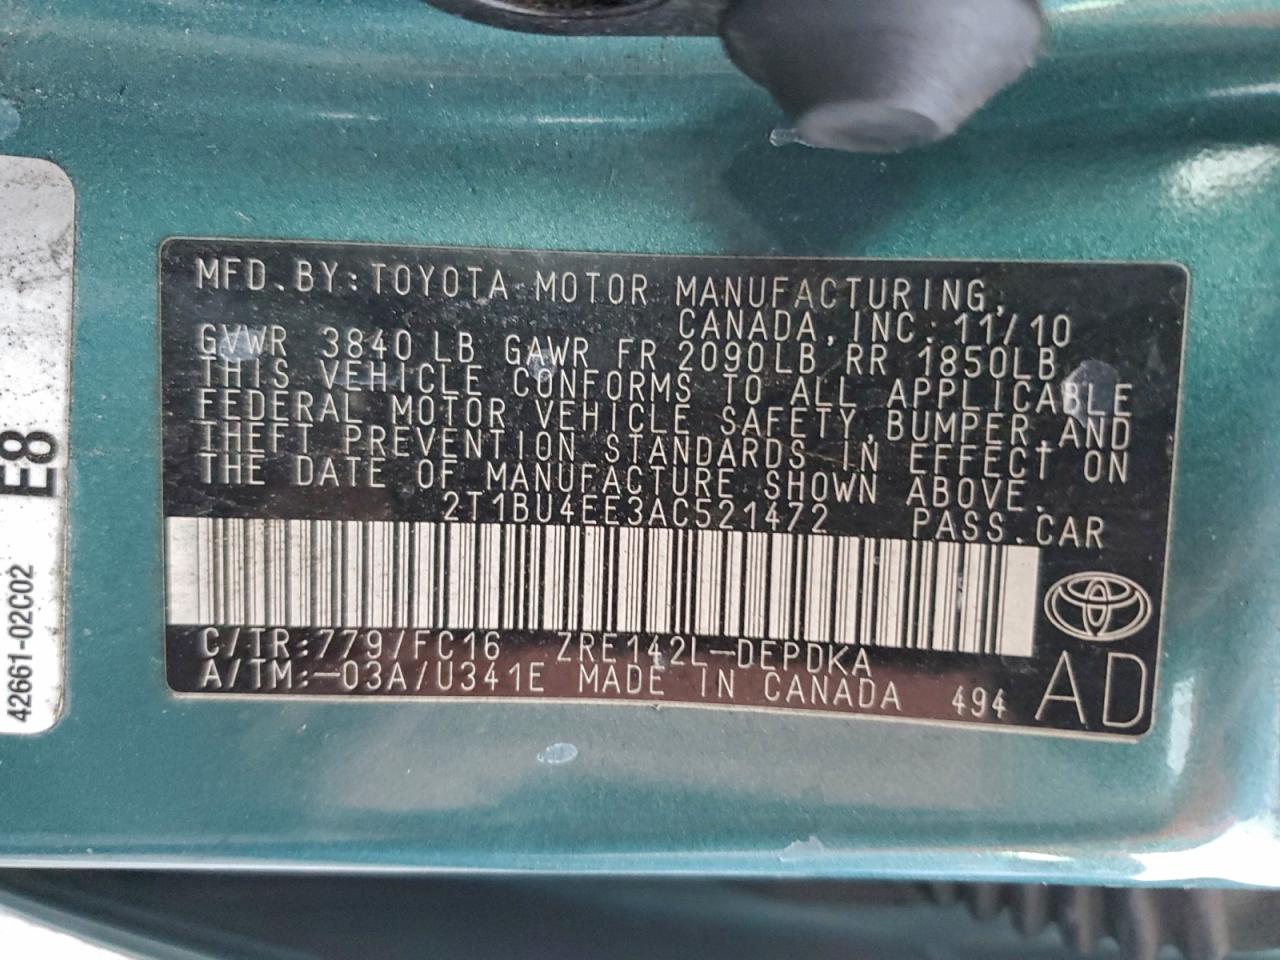 MFD.BY:TOYOTA MOTOR MANUFACTURING,
CANADA,INC. 11/10
GVWR 3840 LB GAWR FR 2090LB RR 1850LB
THIS VEHICLE CONFORMS TO ALL APPLICABLE
FEDERAL MOTOR VEHICLE SAFETY,BUMPER,AND
THEFT PREVENTION STANDARDS IN EFFECT ON
THE DATE OF MANUFACTURE SHOWN ABOVE.
2T1BU4EE3AC521472 PASS.CAR
C/TR:779/FC16 ZRE142L-DEPDKA
A/TM:-03A/U341E MADE IN CANADA 494
AD
42661-02C02 E8